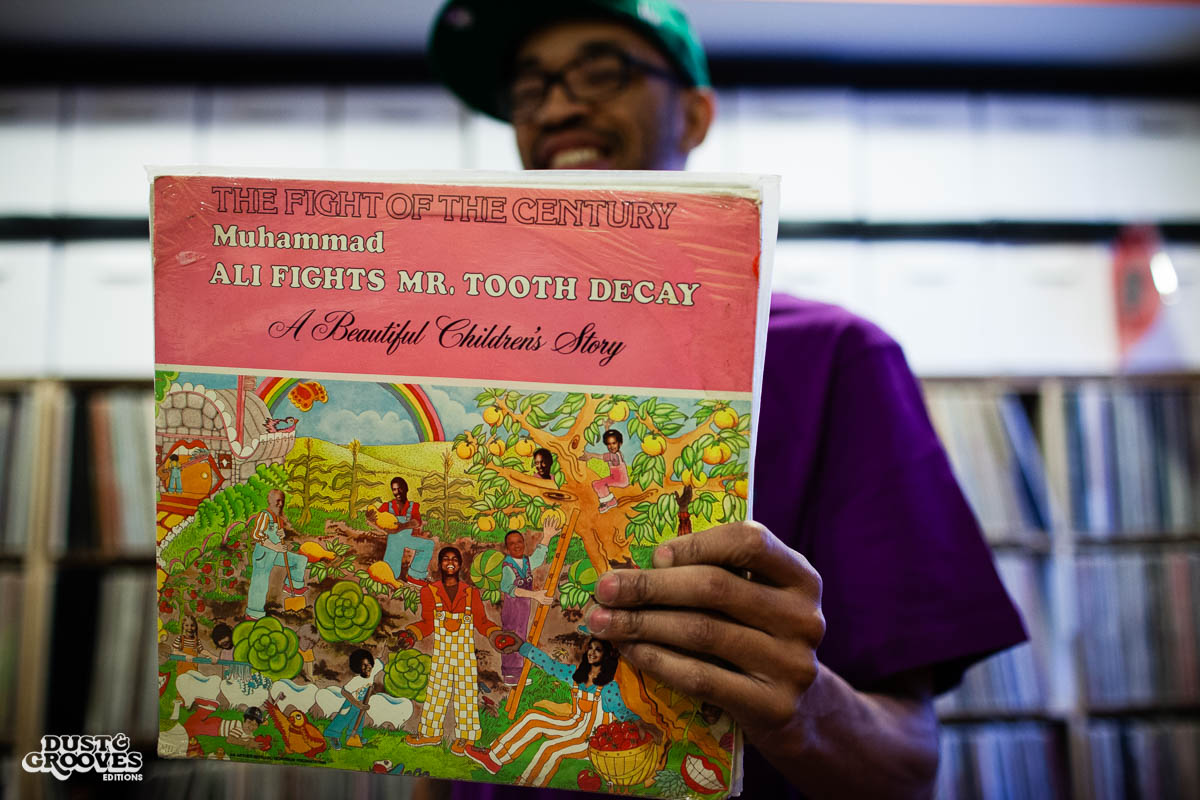 THE FIGHT OF THE CENTURY
Muhammad
ALI FIGHTS MR. TOOTH DECAY
A Beautiful Children's Story
DUST &
GROOVES
EDITIONS